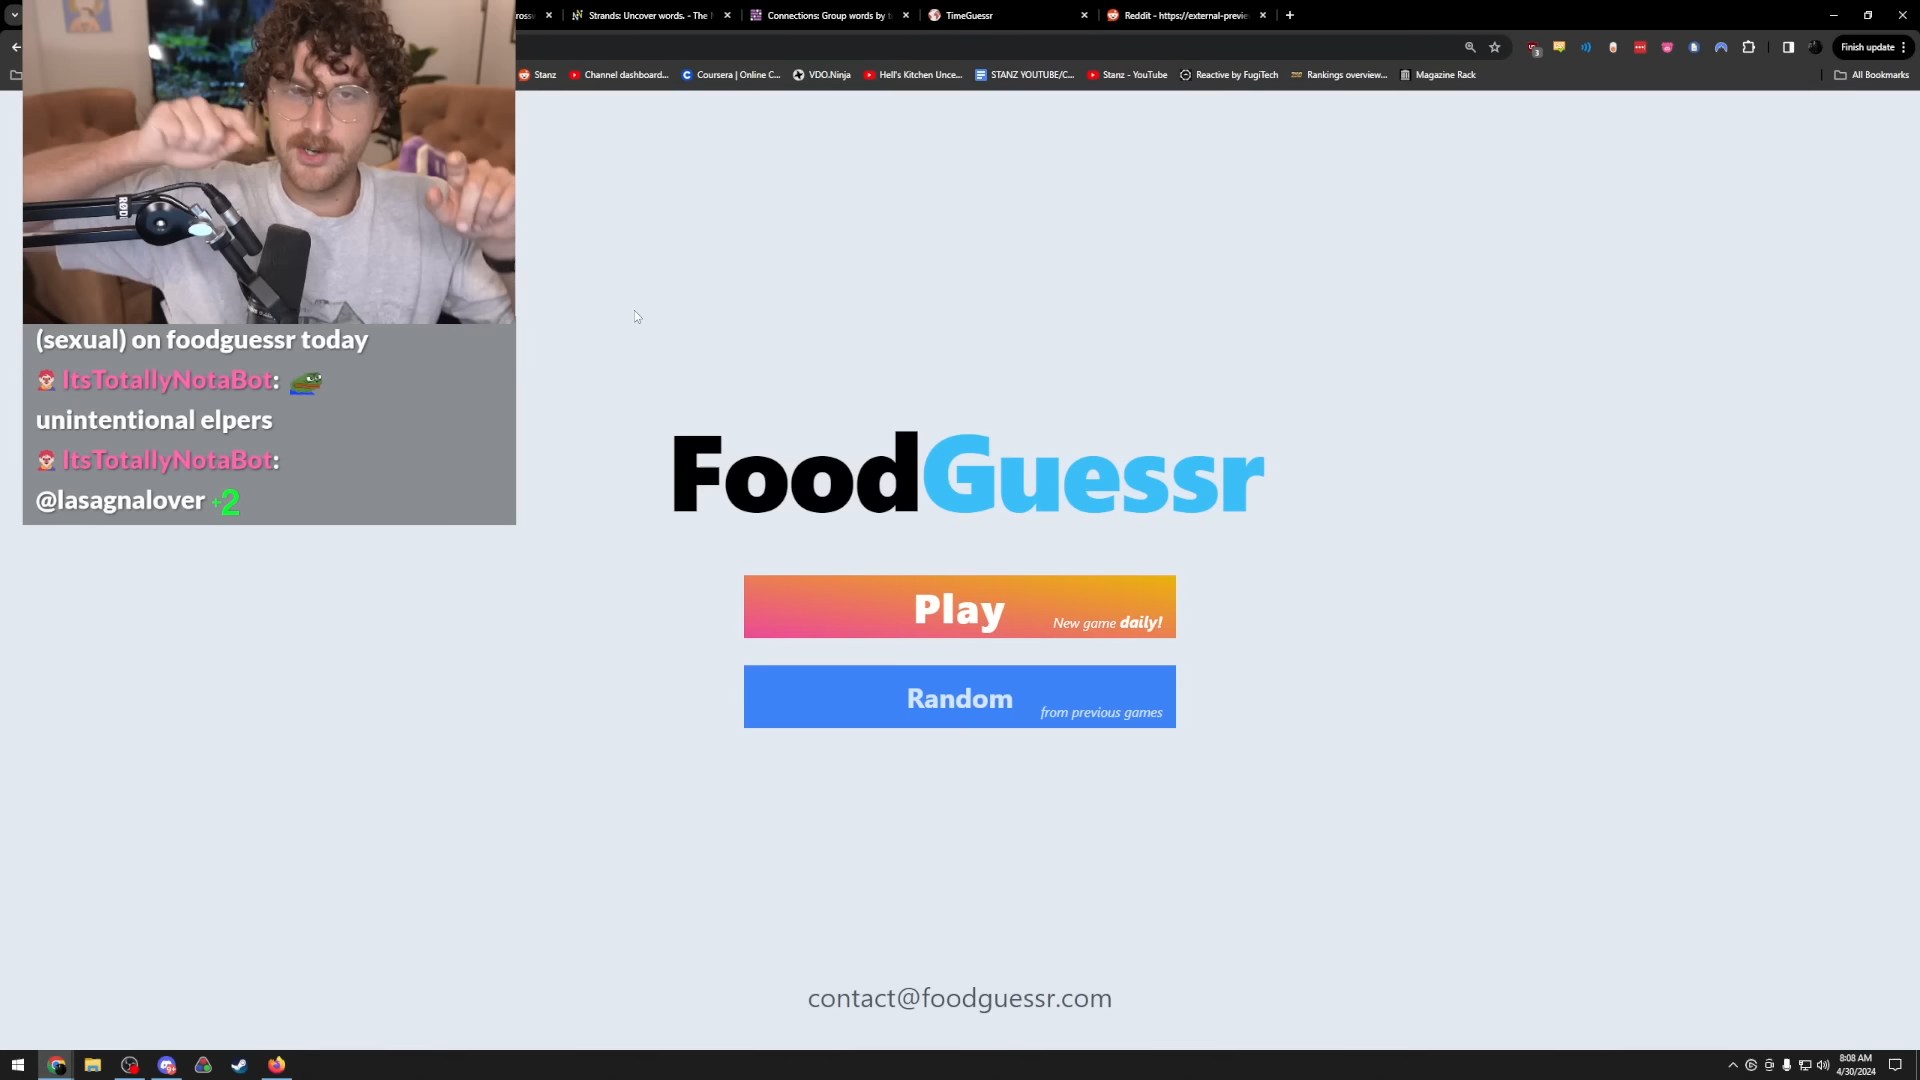 Strands: Uncover words. - The
Connections: Group words by t
TimeGuessr
Reddit - https://external-previe
Finish update
Stanz
Channel dashboard...
Coursera | Online C...
VDO.Ninja
Hell's Kitchen Unce...
STANZ YOUTUBE/C...
Stanz - YouTube
Reactive by FugiTech
Rankings overview...
Magazine Rack
All Bookmarks
RØDE
(sexual) on foodguessr today
ItsTotallyNotaBot:
unintentional elpers
ItsTotallyNotaBot:
@lasagnalover +2
FoodGuessr
Play
New game daily!
Random
from previous games
contact@foodguessr.com
8:08 AM
4/30/2024